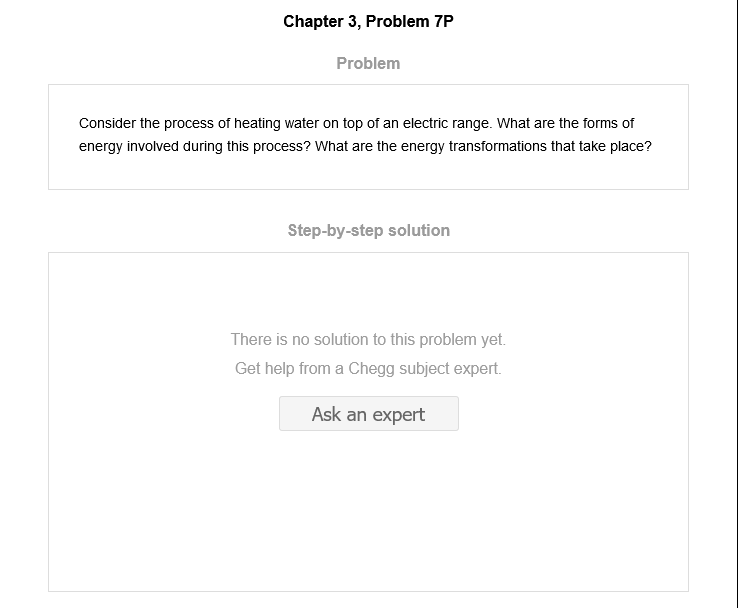 Chapter 3, Problem 7P
Problem
Consider the process of heating water on top of an electric range. What are the forms of
energy involved during this process? What are the energy transformations that take place?
Step-by-step solution
There is no solution to this problem yet.
Get help from a Chegg subject expert.
Ask an expert